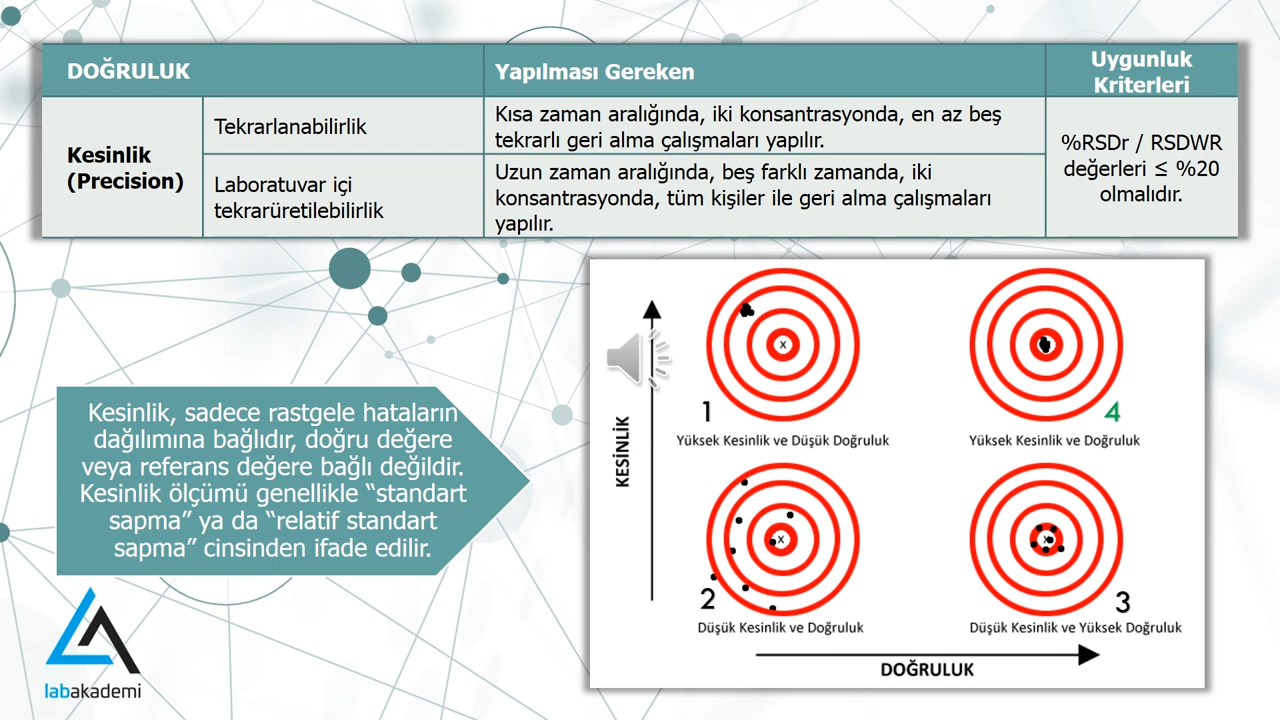 DOĞRULUK
Yapılması Gereken
Uygunluk
Kriterleri
Kesinlik
(Precision)
Tekrarlanabilirlik
Kısa zaman aralığında, iki konsantrasyonda, en az beş
tekrarlı geri alma çalışmaları yapılır.
%RSDr / RSDWR
değerleri ≤ %20
olmalıdır.
Laboratuvar içi
tekrarüretilebilirlik
Uzun zaman aralığında, beş farklı zamanda, iki
konsantrasyonda, tüm kişiler ile geri alma çalışmaları
yapılır.
Kesinlik, sadece rastgele hataların
dağılımına bağlıdır, doğru değere
veya referans değere bağlı değildir.
Kesinlik ölçümü genellikle “standart
sapma” ya da “relatif standart
sapma” cinsinden ifade edilir.
labakademi
KESİNLİK
x
1
Yüksek Kesinlik ve Düşük Doğruluk
4
Yüksek Kesinlik ve Doğruluk
x
2
Düşük Kesinlik ve Doğruluk
x
3
Düşük Kesinlik ve Yüksek Doğruluk
DOĞRULUK